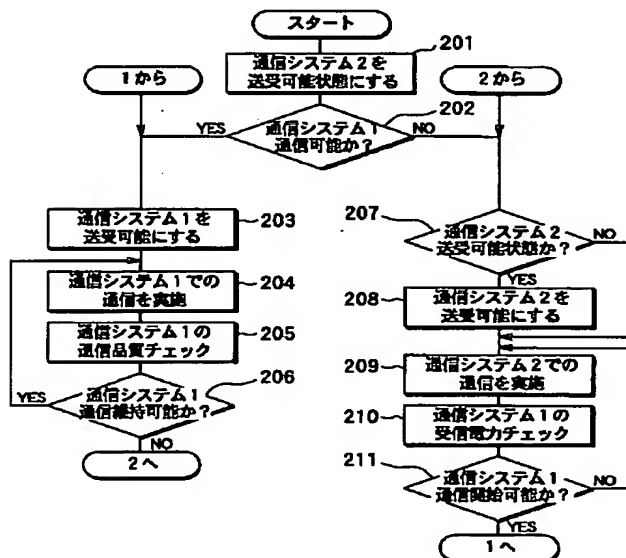 スタート
201
通信システム2を
送受可能状態にする
1から
2から
202
通信システム1
通信可能か?
YES
NO
通信システム1を
送受可能にする
203
通信システム1での
通信を実施
204
通信システム1の
通信品質チェック
205
206
通信システム1
通信維持可能か?
YES
NO
2へ
207
通信システム2
送受可能状態か?
NO
YES
208
通信システム2を
送受可能にする
209
通信システム2での
通信を実施
210
通信システム1の
受信電力チェック
211
通信システム1
通信開始可能か?
NO
YES
1へ